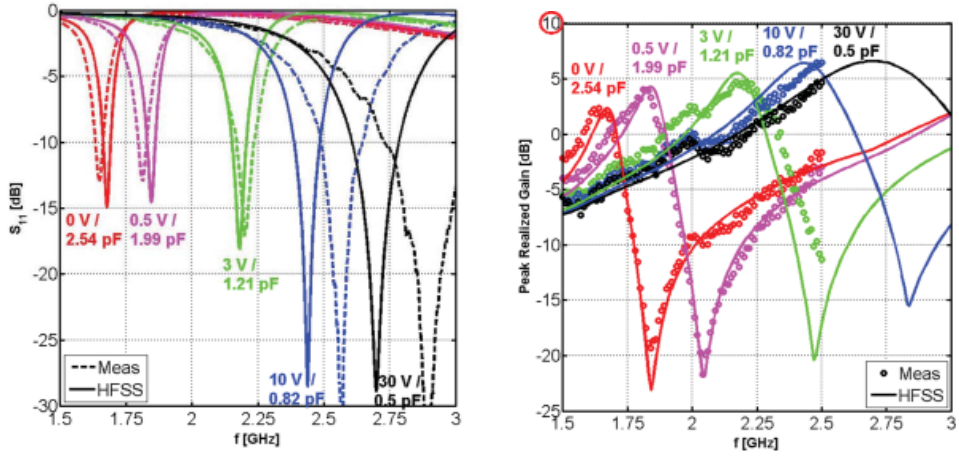 0
-5
-10
-15
-20
-25
-30
S11 [dB]
0 V /
2.54 pF
0.5 V /
1.99 pF
3 V /
1.21 pF
10 V /
0.82 pF
30 V /
0.5 pF
Meas
HFSS
1.5
1.75
2
2.25
2.5
2.75
3
f [GHz]
10
5
0
-5
-10
-15
-20
-25
Peak Realized Gain [dB]
0 V /
2.54 pF
0.5 V /
1.99 pF
3 V /
1.21 pF
10 V /
0.82 pF
30 V /
0.5 pF
Meas
HFSS
1.5
1.75
2
2.25
2.5
2.75
3
f [GHz]